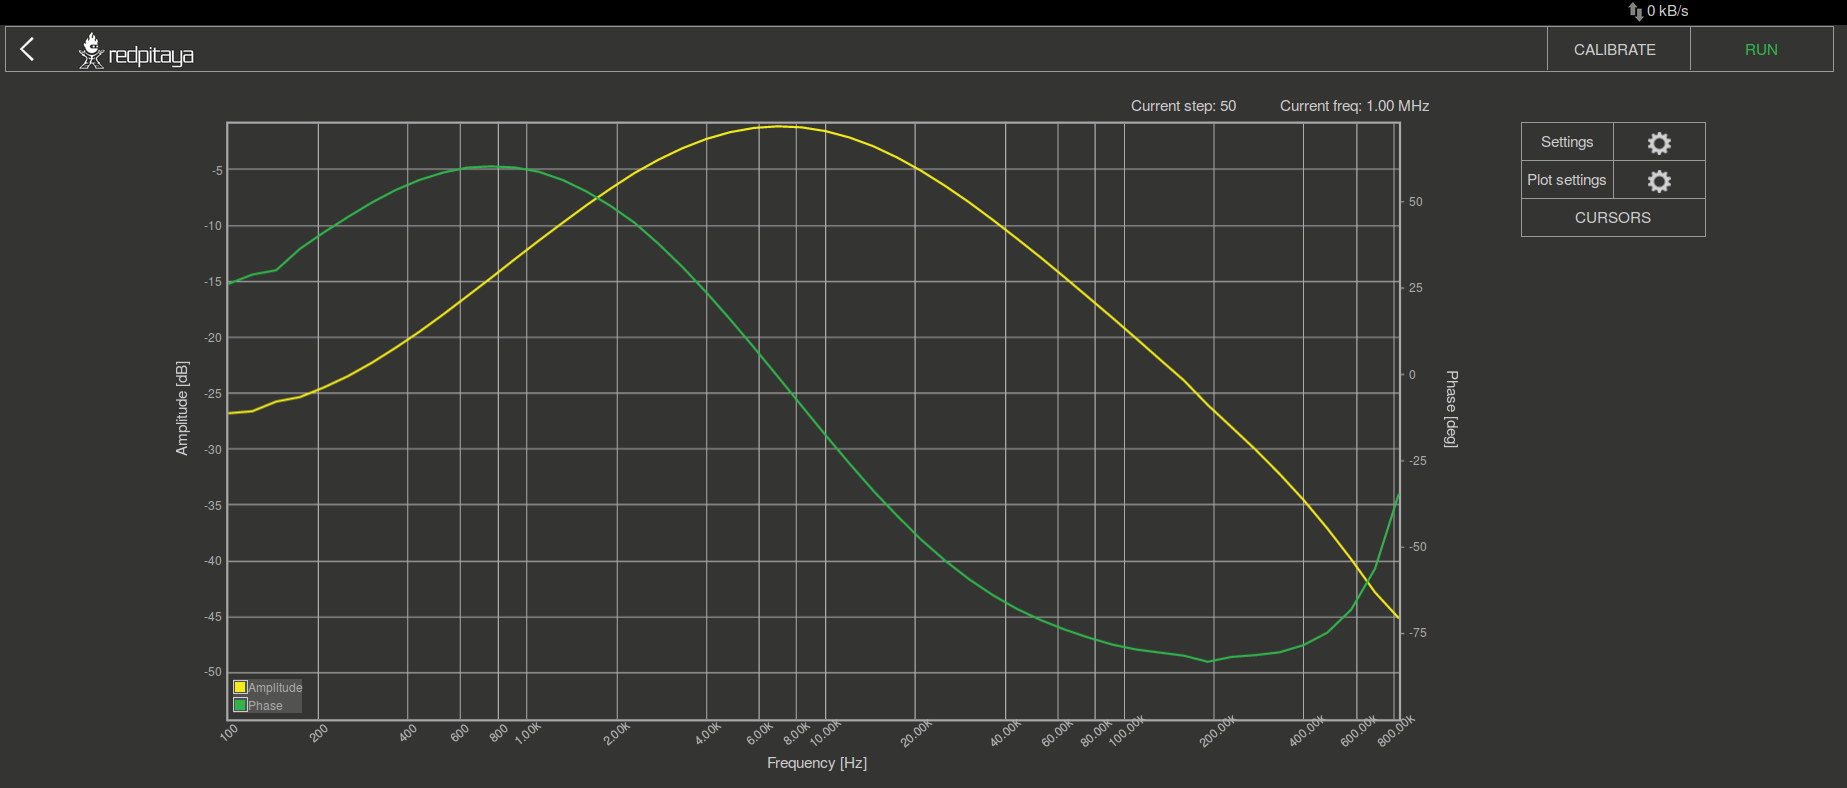 0 kB/s
redpitaya
CALIBRATE
RUN
Current step: 50
Current freq: 1.00 MHz
Settings
Plot settings
CURSORS
-5
-10
-15
-20
-25
-30
-35
-40
-45
-50
Amplitude [dB]
50
25
0
-25
-50
-75
Phase [deg]
Amplitude
Phase
100
200
400
600
800
1.00k
2.00k
4.00k
6.00k
8.00k
10.00k
20.00k
40.00k
60.00k
80.00k
100.00k
200.00k
400.00k
600.00k
800.00k
Frequency [Hz]